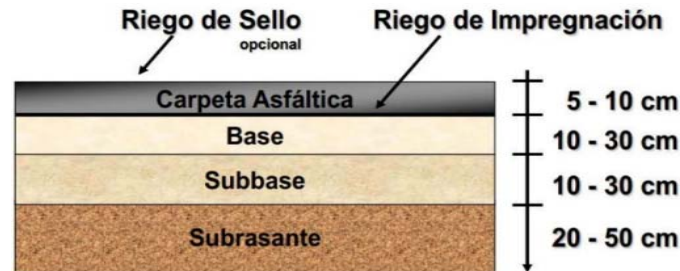 Riego de Sello
opcional
Riego de Impregnación
Carpeta Asfáltica
5 - 10 cm
Base
10 - 30 cm
Subbase
10 - 30 cm
Subrasante
20 - 50 cm